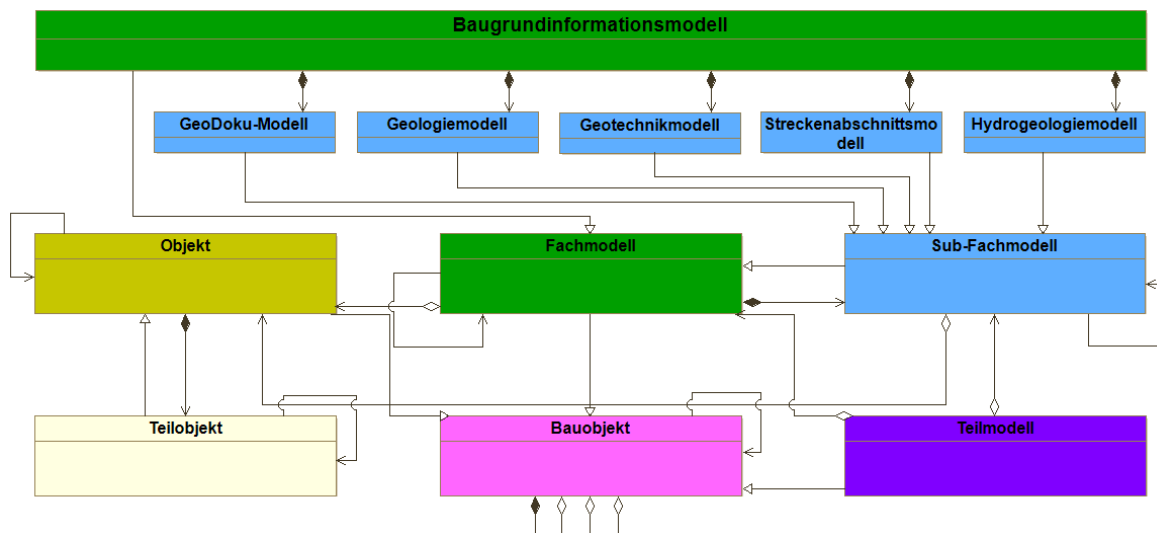 Baugrundinformationsmodell
GeoDoku-Modell
Geologiemodell
Geotechnikmodell
Streckenabschnittsmo
dell
Hydrogeologiemodell
Objekt
Fachmodell
Sub-Fachmodell
Teilobjekt
Bauobjekt
Teilmodell